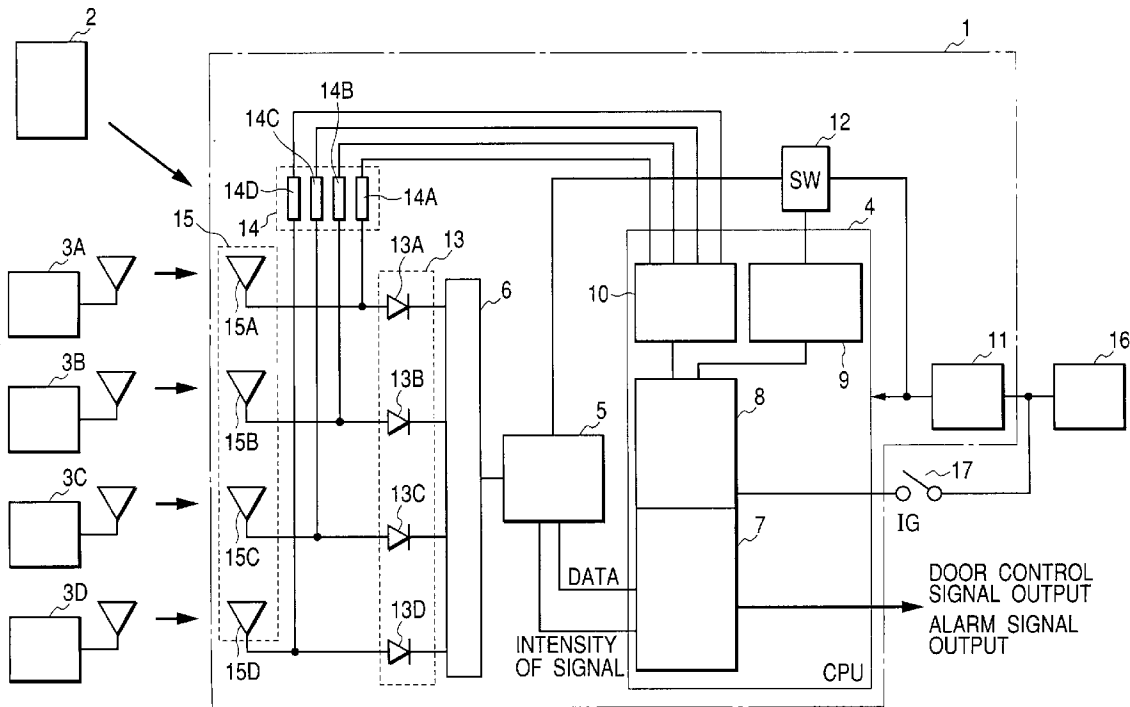 2
1
14B
14C
12
SW
14D
14A
14
4
15
3A
13A
13
6
10
15A
11
16
9
3B
13B
8
5
15B
17
3C
13C
IG
7
15C
DATA
DOOR CONTROL
SIGNAL OUTPUT
3D
13D
ALARM SIGNAL
OUTPUT
INTENSITY
OF SIGNAL
15D
CPU